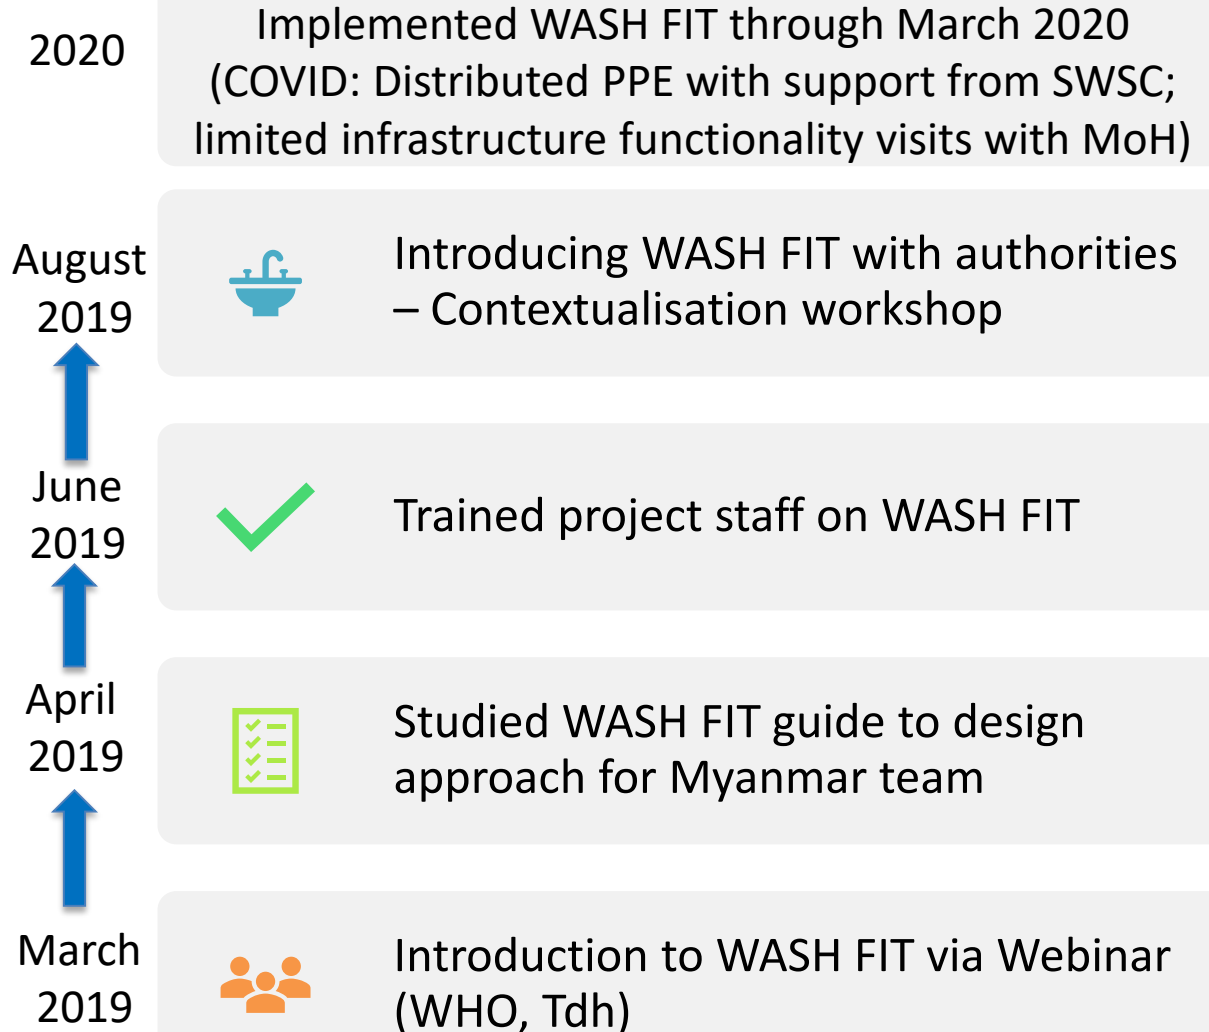 2020
Implemented WASH FIT through March 2020
(COVID: Distributed PPE with support from SWSC;
limited infrastructure functionality visits with MoH)
August
2019
Introducing WASH FIT with authorities
– Contextualisation workshop
June
2019
Trained project staff on WASH FIT
April
2019
Studied WASH FIT guide to design
approach for Myanmar team
March
2019
Introduction to WASH FIT via Webinar
(WHO, Tdh)